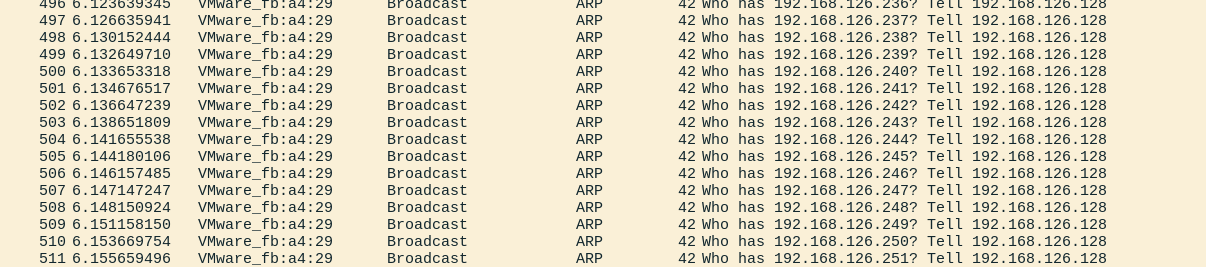 496 6.123639345 VMware_fb:a4:29 Broadcast ARP 42 Who has 192.168.126.236? Tell 192.168.126.128
497 6.126635941 VMware_fb:a4:29 Broadcast ARP 42 Who has 192.168.126.237? Tell 192.168.126.128
498 6.130152444 VMware_fb:a4:29 Broadcast ARP 42 Who has 192.168.126.238? Tell 192.168.126.128
499 6.132649710 VMware_fb:a4:29 Broadcast ARP 42 Who has 192.168.126.239? Tell 192.168.126.128
500 6.133653318 VMware_fb:a4:29 Broadcast ARP 42 Who has 192.168.126.240? Tell 192.168.126.128
501 6.134676517 VMware_fb:a4:29 Broadcast ARP 42 Who has 192.168.126.241? Tell 192.168.126.128
502 6.136647239 VMware_fb:a4:29 Broadcast ARP 42 Who has 192.168.126.242? Tell 192.168.126.128
503 6.138651809 VMware_fb:a4:29 Broadcast ARP 42 Who has 192.168.126.243? Tell 192.168.126.128
504 6.141655538 VMware_fb:a4:29 Broadcast ARP 42 Who has 192.168.126.244? Tell 192.168.126.128
505 6.144180106 VMware_fb:a4:29 Broadcast ARP 42 Who has 192.168.126.245? Tell 192.168.126.128
506 6.146157485 VMware_fb:a4:29 Broadcast ARP 42 Who has 192.168.126.246? Tell 192.168.126.128
507 6.147147247 VMware_fb:a4:29 Broadcast ARP 42 Who has 192.168.126.247? Tell 192.168.126.128
508 6.148150924 VMware_fb:a4:29 Broadcast ARP 42 Who has 192.168.126.248? Tell 192.168.126.128
509 6.151158150 VMware_fb:a4:29 Broadcast ARP 42 Who has 192.168.126.249? Tell 192.168.126.128
510 6.153669754 VMware_fb:a4:29 Broadcast ARP 42 Who has 192.168.126.250? Tell 192.168.126.128
511 6.155659496 VMware_fb:a4:29 Broadcast ARP 42 Who has 192.168.126.251? Tell 192.168.126.128